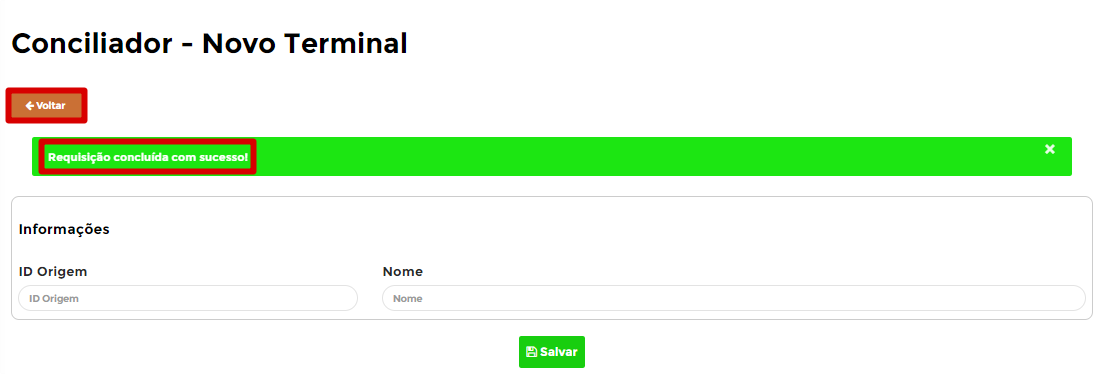 Conciliador - Novo Terminal
Voltar
Requisição concluída com sucesso!
Informações
ID Origem
Nome
ID Origem
Nome
Salvar